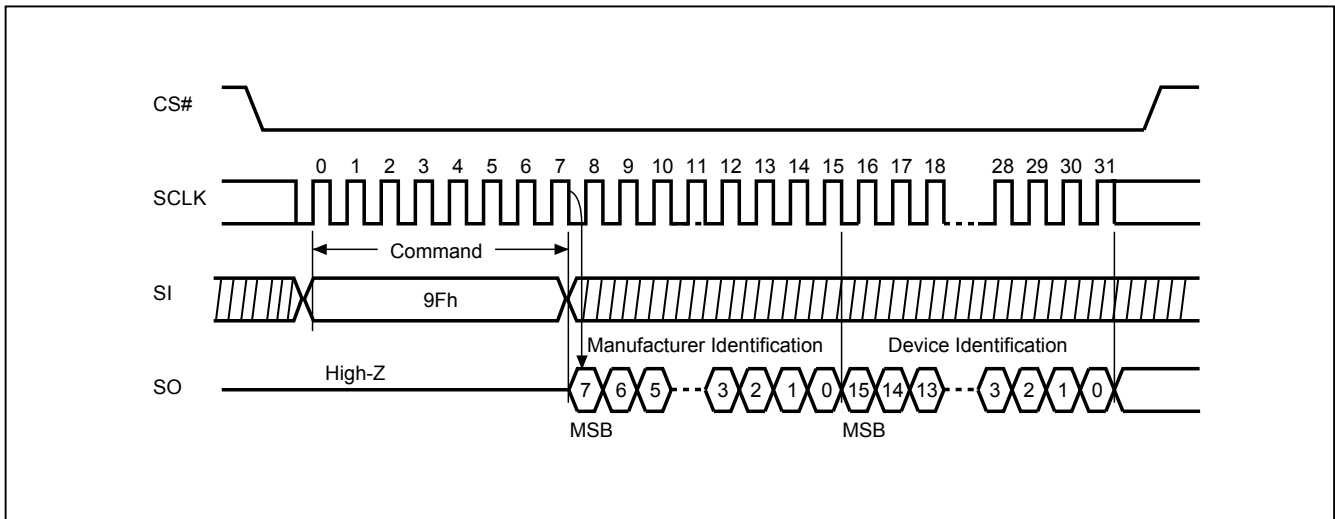 CS#
0 1 2 3 4 5 6 7 8 9 10 11 12 13 14 15 16 17 18 28 29 30 31
SCLK
Command
SI
9Fh
Manufacturer Identification Device Identification
High-Z
SO
7 6 5 3 2 1 0 15 14 13 3 2 1 0
MSB MSB